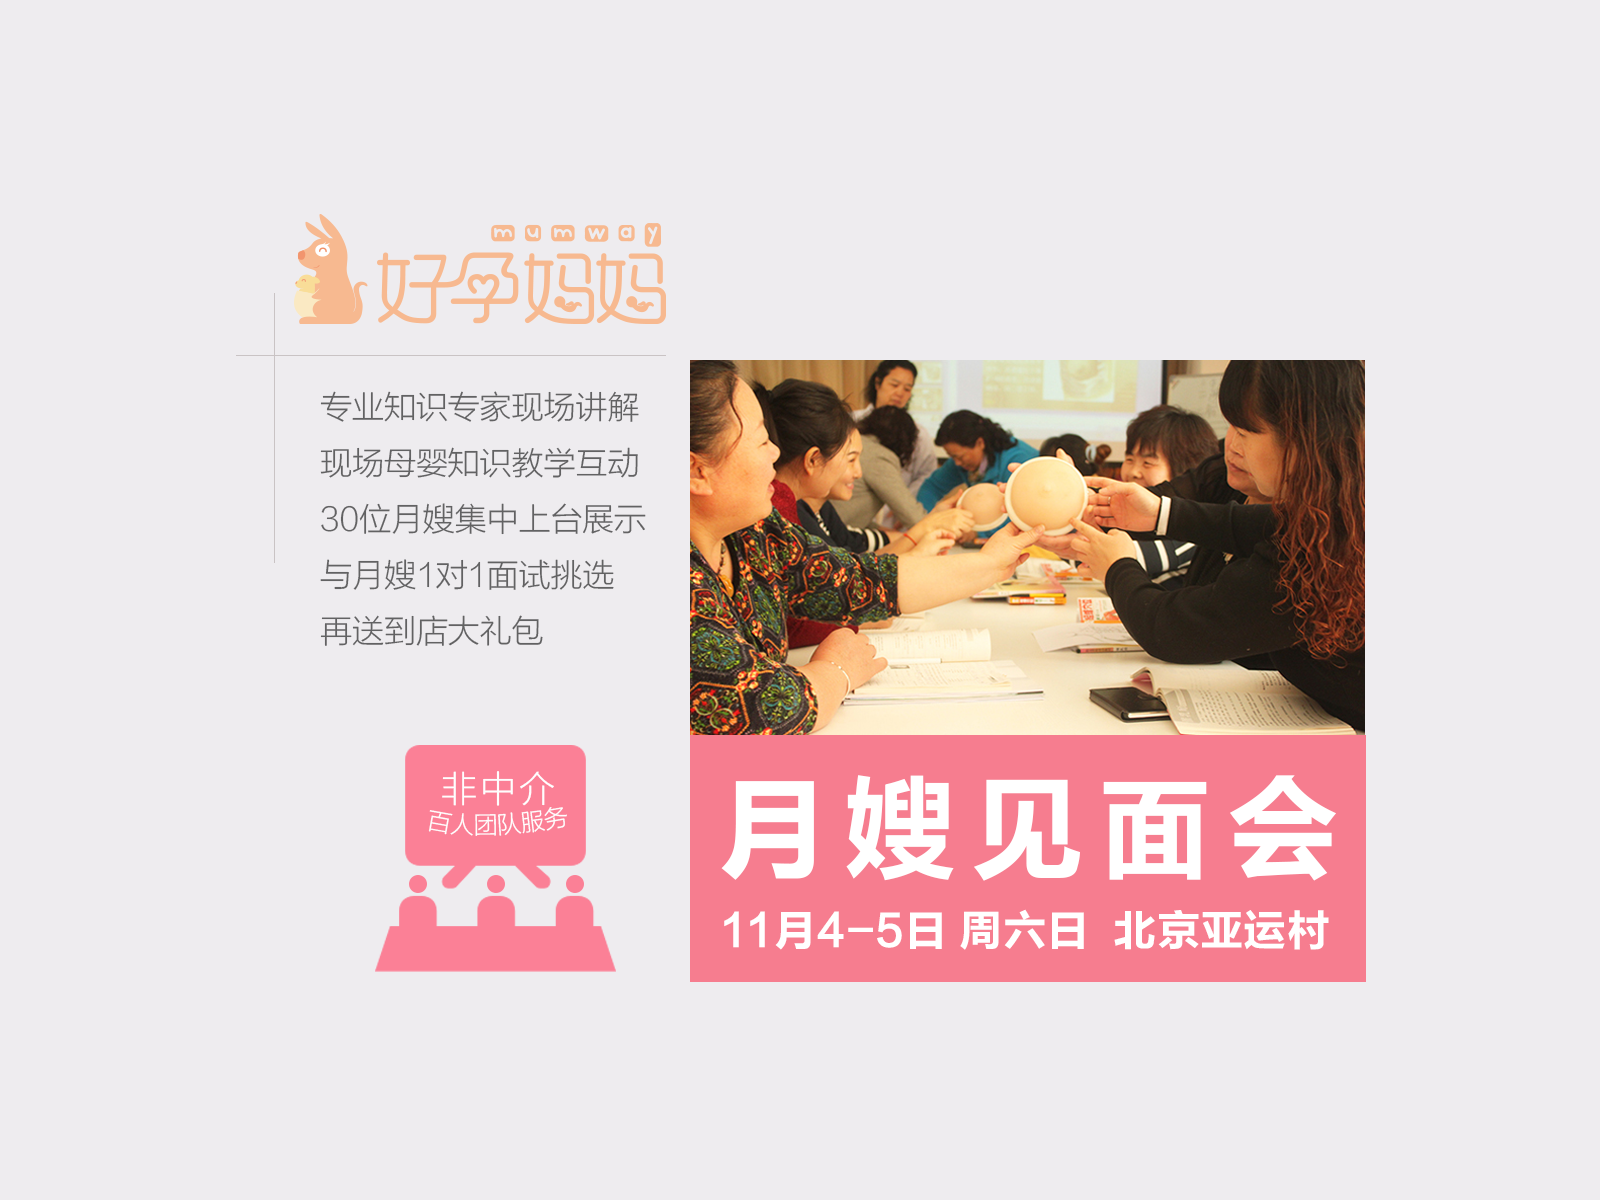 mumway
好孕妈妈
专业知识专家现场讲解
现场母婴知识教学互动
30位月嫂集中上台展示
与月嫂1对1面试挑选
再送到店大礼包
非中介
百人团队服务
月嫂见面会
11月4-5日 周六日 北京亚运村